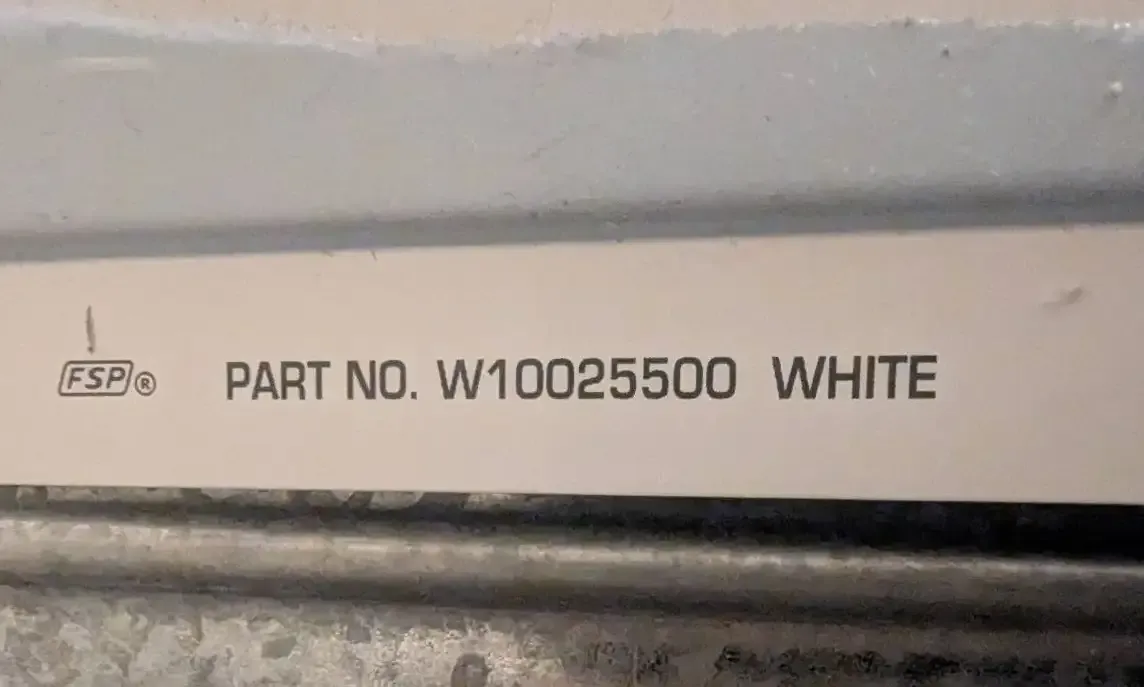 FSP® PART NO. W10025500 WHITE